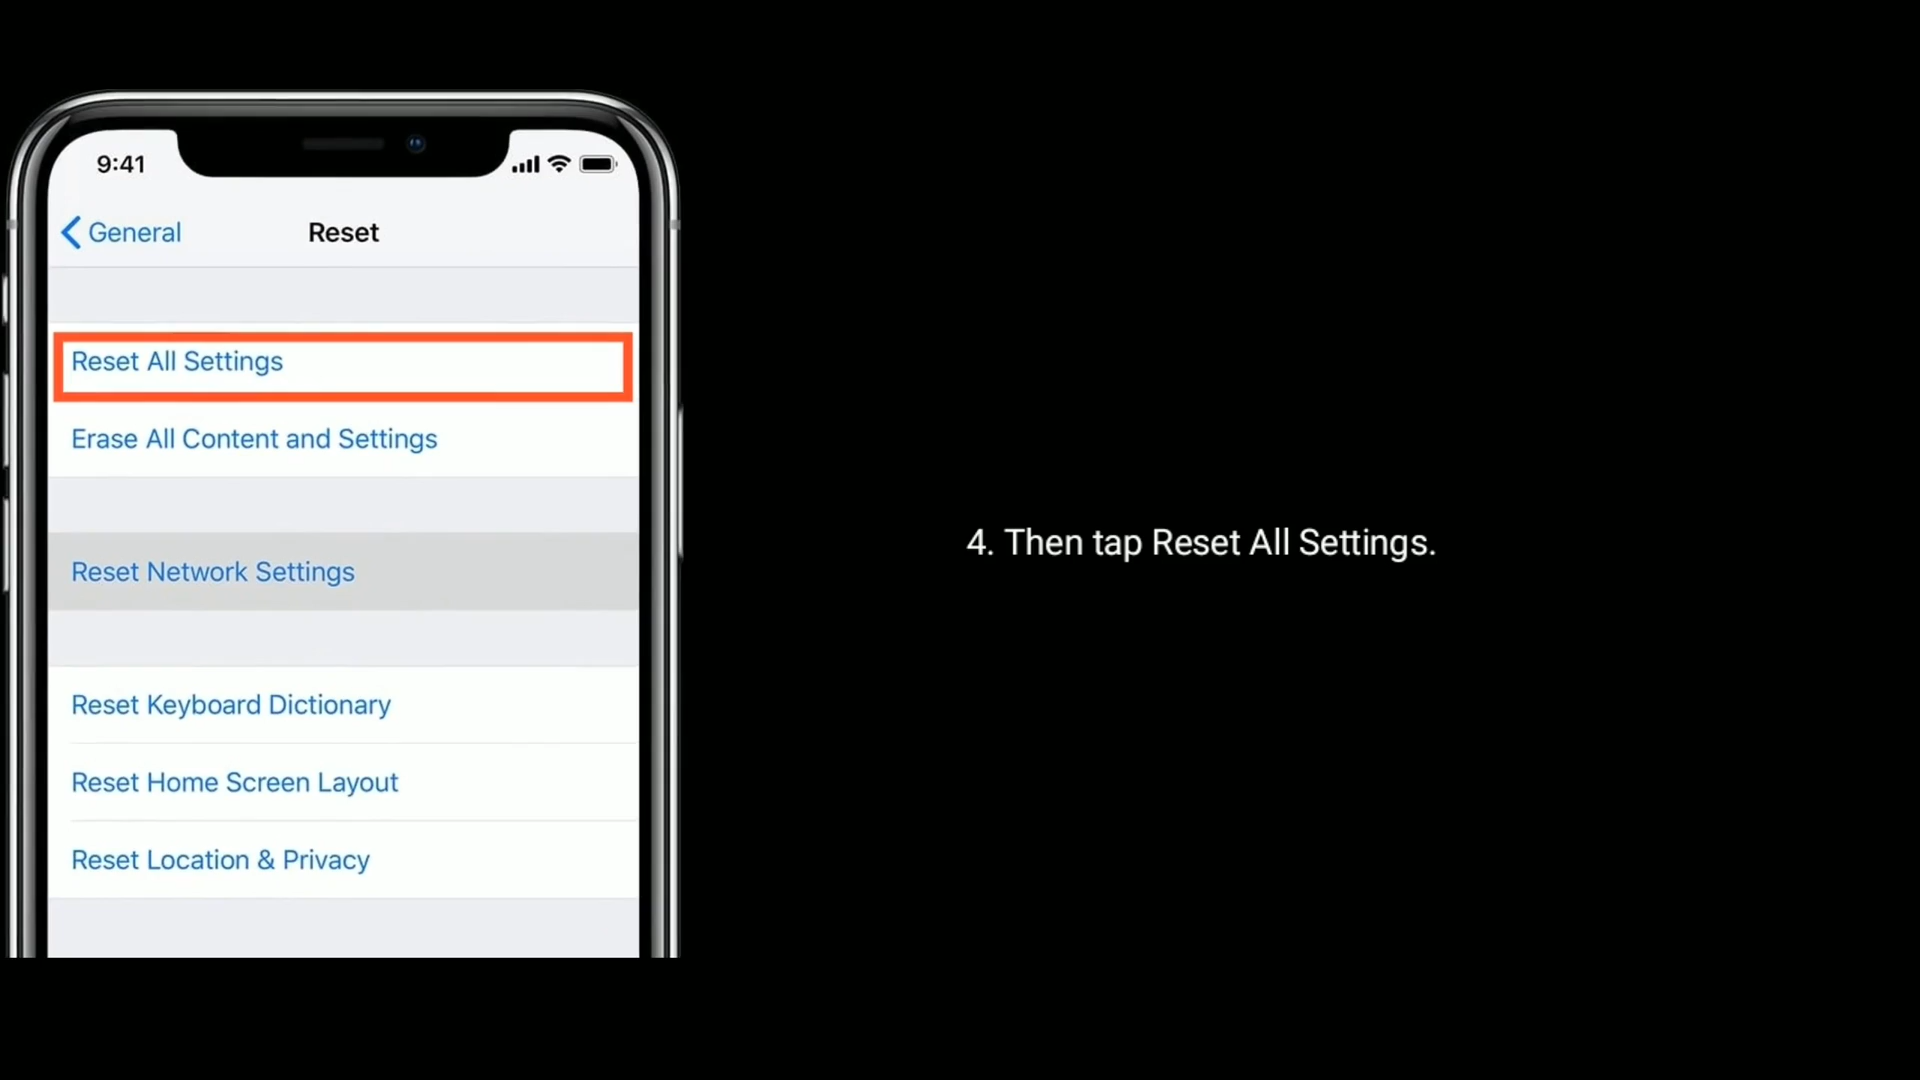 9:41
General
Reset
Reset All Settings
Erase All Content and Settings
Reset Network Settings
Reset Keyboard Dictionary
Reset Home Screen Layout
Reset Location & Privacy
4. Then tap Reset All Settings.